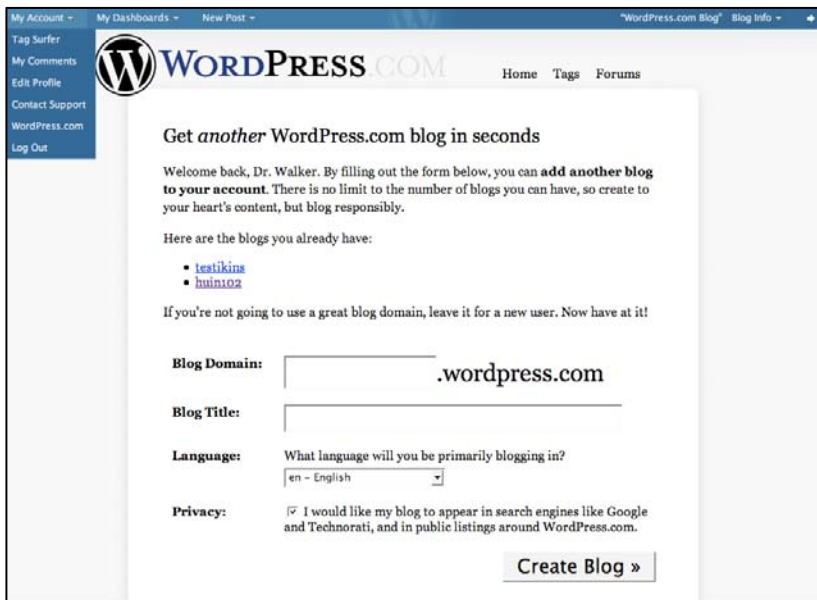 My Account My Dashboards New Post "WordPress.com Blog" Blog Info
Tag Surfer
My Comments
Edit Profile
Contact Support
WordPress.com
Log Out
W WORDPRESS.COM
Home Tags Forums
Get another WordPress.com blog in seconds
Welcome back, Dr. Walker. By filling out the form below, you can add another blog
to your account. There is no limit to the number of blogs you can have, so create to
your heart's content, but blog responsibly.
Here are the blogs you already have:
• testikins
• huin102
If you're not going to use a great blog domain, leave it for a new user. Now have at it!
Blog Domain: .wordpress.com
Blog Title:
Language: What language will you be primarily blogging in?
en – English
Privacy: I would like my blog to appear in search engines like Google
and Technorati, and in public listings around WordPress.com.
Create Blog »